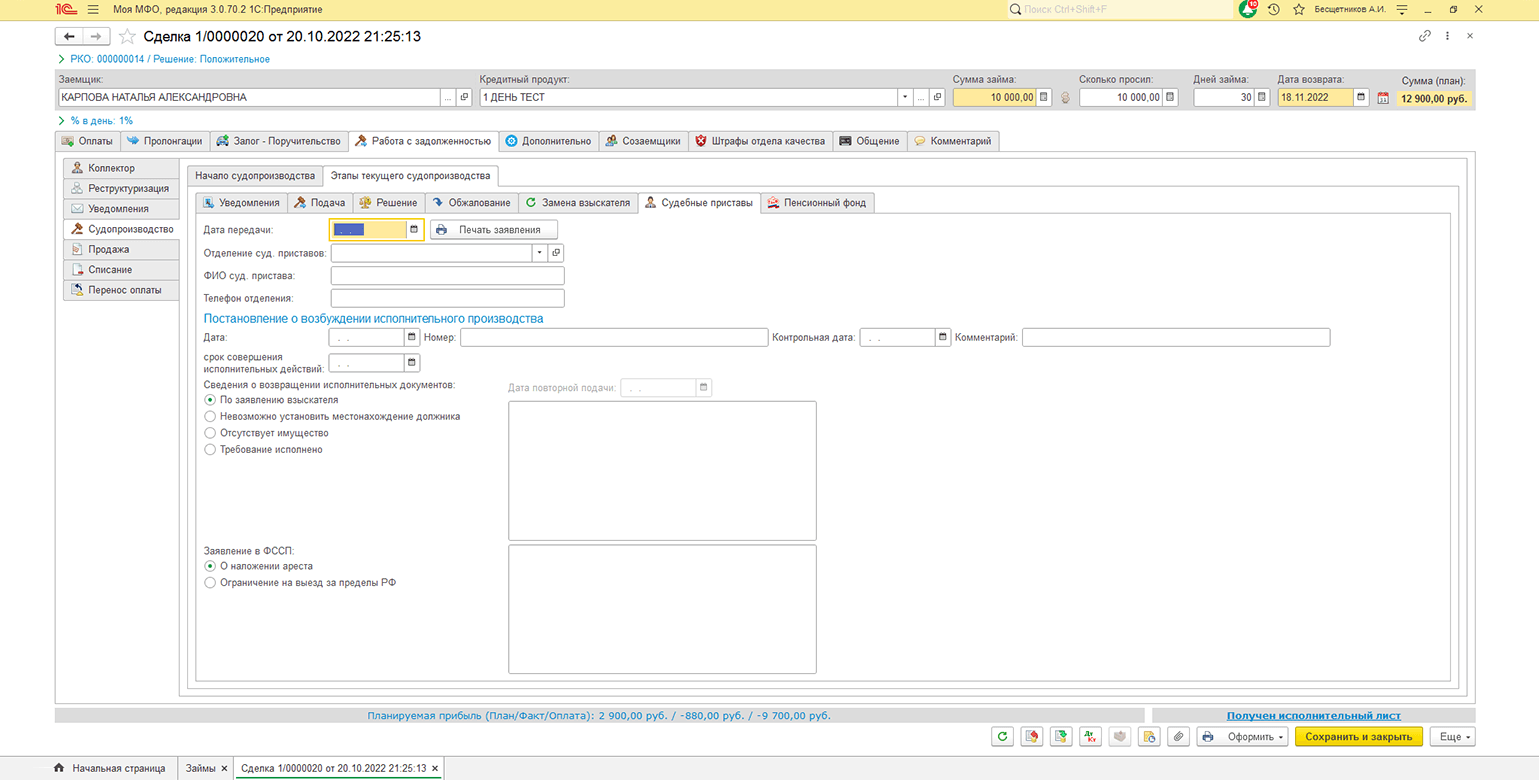 Моя МФО, редакция 3.0.70.2 1С:Предприятие
Поиск Ctrl+Shift+F
10
Бесщетников А.И.
Сделка 1/0000020 от 20.10.2022 21:25:13
РКО: 000000014 / Решение: Положительное
Заемщик: Кредитный продукт: Сумма займа: Сколько просил: Дней займа: Дата возврата: Сумма (план):
КАРПОВА НАТАЛЬЯ АЛЕКСАНДРОВНА ... 1 ДЕНЬ ТЕСТ ... 10 000,00 10 000,00 30 18.11.2022 12 900,00 руб.
% в день: 1%
Оплаты Пролонгации Залог - Поручительство Работа с задолженностью Дополнительно Созаемщики Штрафы отдела качества Общение Комментарий
Коллектор
Реструктуризация
Уведомления
Судопроизводство
Продажа
Списание
Перенос оплаты
Начало судопроизводства Этапы текущего судопроизводства
Уведомления Подача Решение Обжалование Замена взыскателя Судебные приставы Пенсионный фонд
Дата передачи: . . Печать заявления
Отделение суд. приставов:
ФИО суд. пристава:
Телефон отделения:
Постановление о возбуждении исполнительного производства
Дата: . . Номер: Контрольная дата: . . Комментарий:
срок совершения
исполнительных действий: . .
Сведения о возвращении исполнительных документов: Дата повторной подачи: . .
По заявлению взыскателя
Невозможно установить местонахождение должника
Отсутствует имущество
Требование исполнено
Заявление в ФССП:
О наложении ареста
Ограничение на выезд за пределы РФ
Планируемая прибыль (План/Факт/Оплата): 2 900,00 руб. / -880,00 руб. / -9 700,00 руб. Получен исполнительный лист
Дт Кт Оформить Сохранить и закрыть Еще
Начальная страница Займы × Сделка 1/0000020 от 20.10.2022 21:25:13 ×